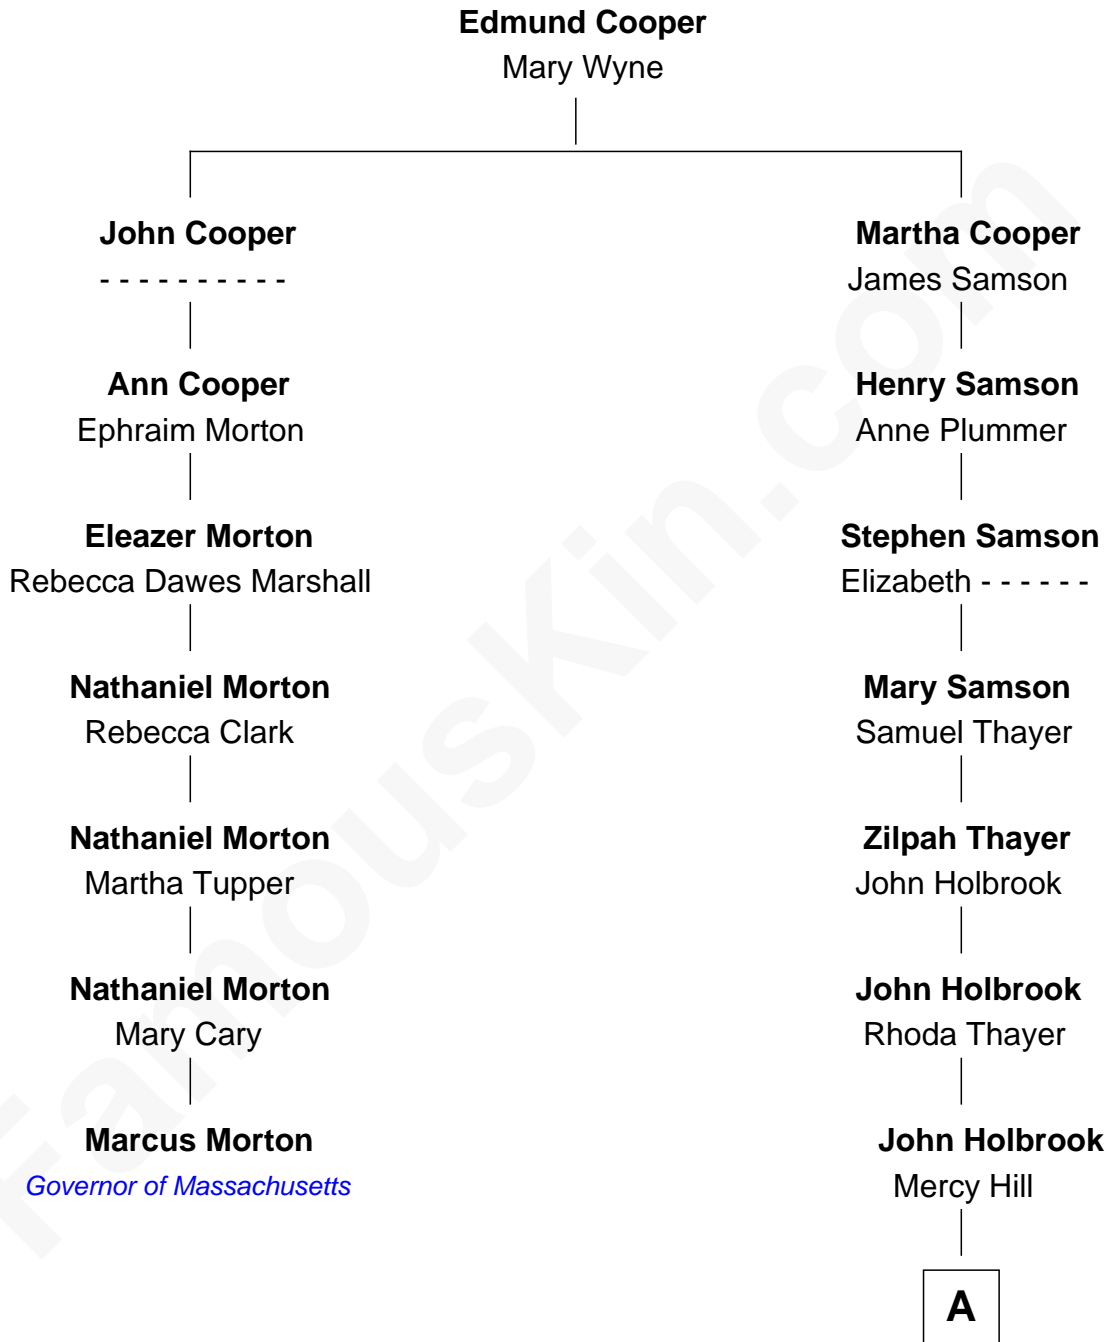 Edmund Cooper
Mary Wyne
John Cooper
- - - - - - - - - -
Martha Cooper
James Samson
Ann Cooper
Ephraim Morton
Henry Samson
Anne Plummer
Eleazer Morton
Rebecca Dawes Marshall
Stephen Samson
Elizabeth - - - - - -
Nathaniel Morton
Rebecca Clark
Mary Samson
Samuel Thayer
Nathaniel Morton
Martha Tupper
Zilpah Thayer
John Holbrook
Nathaniel Morton
Mary Cary
John Holbrook
Rhoda Thayer
Marcus Morton
Governor of Massachusetts
John Holbrook
Mercy Hill
A
FamousKin.com